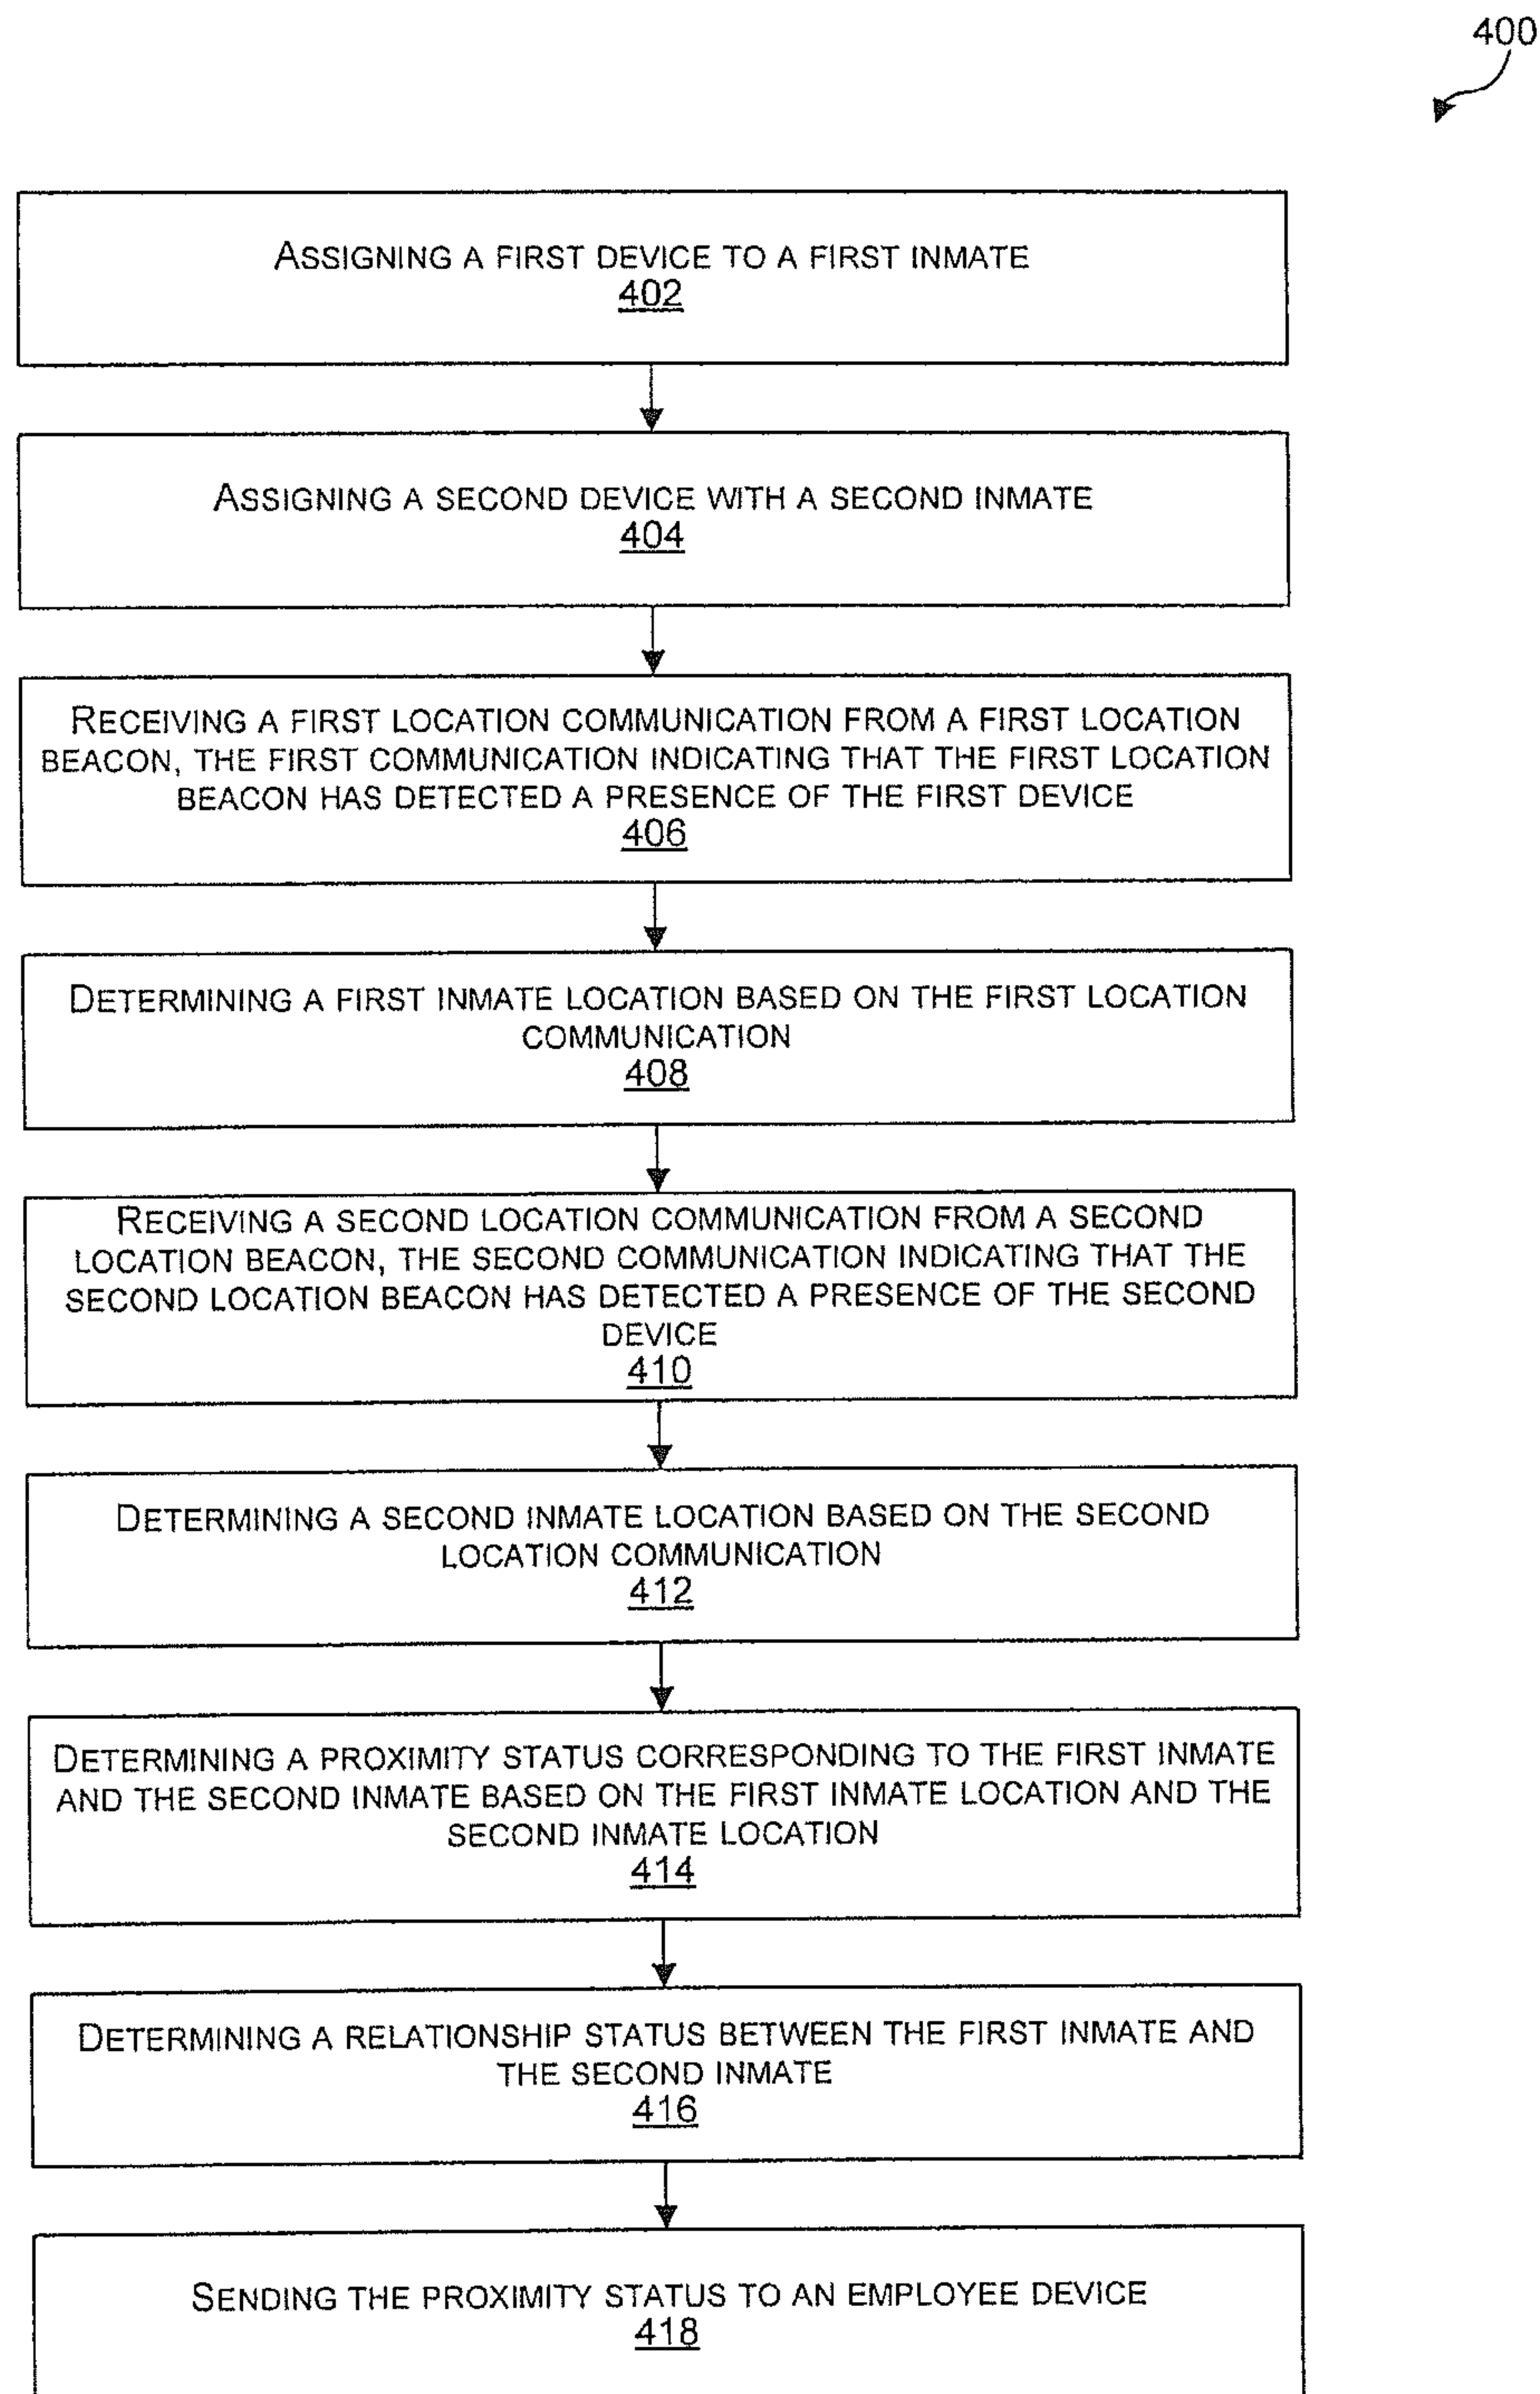 400
ASSIGNING A FIRST DEVICE TO A FIRST INMATE
402
ASSIGNING A SECOND DEVICE WITH A SECOND INMATE
404
RECEIVING A FIRST LOCATION COMMUNICATION FROM A FIRST LOCATION
BEACON, THE FIRST COMMUNICATION INDICATING THAT THE FIRST LOCATION
BEACON HAS DETECTED A PRESENCE OF THE FIRST DEVICE
406
DETERMINING A FIRST INMATE LOCATION BASED ON THE FIRST LOCATION
COMMUNICATION
408
RECEIVING A SECOND LOCATION COMMUNICATION FROM A SECOND
LOCATION BEACON, THE SECOND COMMUNICATION INDICATING THAT THE
SECOND LOCATION BEACON HAS DETECTED A PRESENCE OF THE SECOND
DEVICE
410
DETERMINING A SECOND INMATE LOCATION BASED ON THE SECOND
LOCATION COMMUNICATION
412
DETERMINING A PROXIMITY STATUS CORRESPONDING TO THE FIRST INMATE
AND THE SECOND INMATE BASED ON THE FIRST INMATE LOCATION AND THE
SECOND INMATE LOCATION
414
DETERMINING A RELATIONSHIP STATUS BETWEEN THE FIRST INMATE AND
THE SECOND INMATE
416
SENDING THE PROXIMITY STATUS TO AN EMPLOYEE DEVICE
418